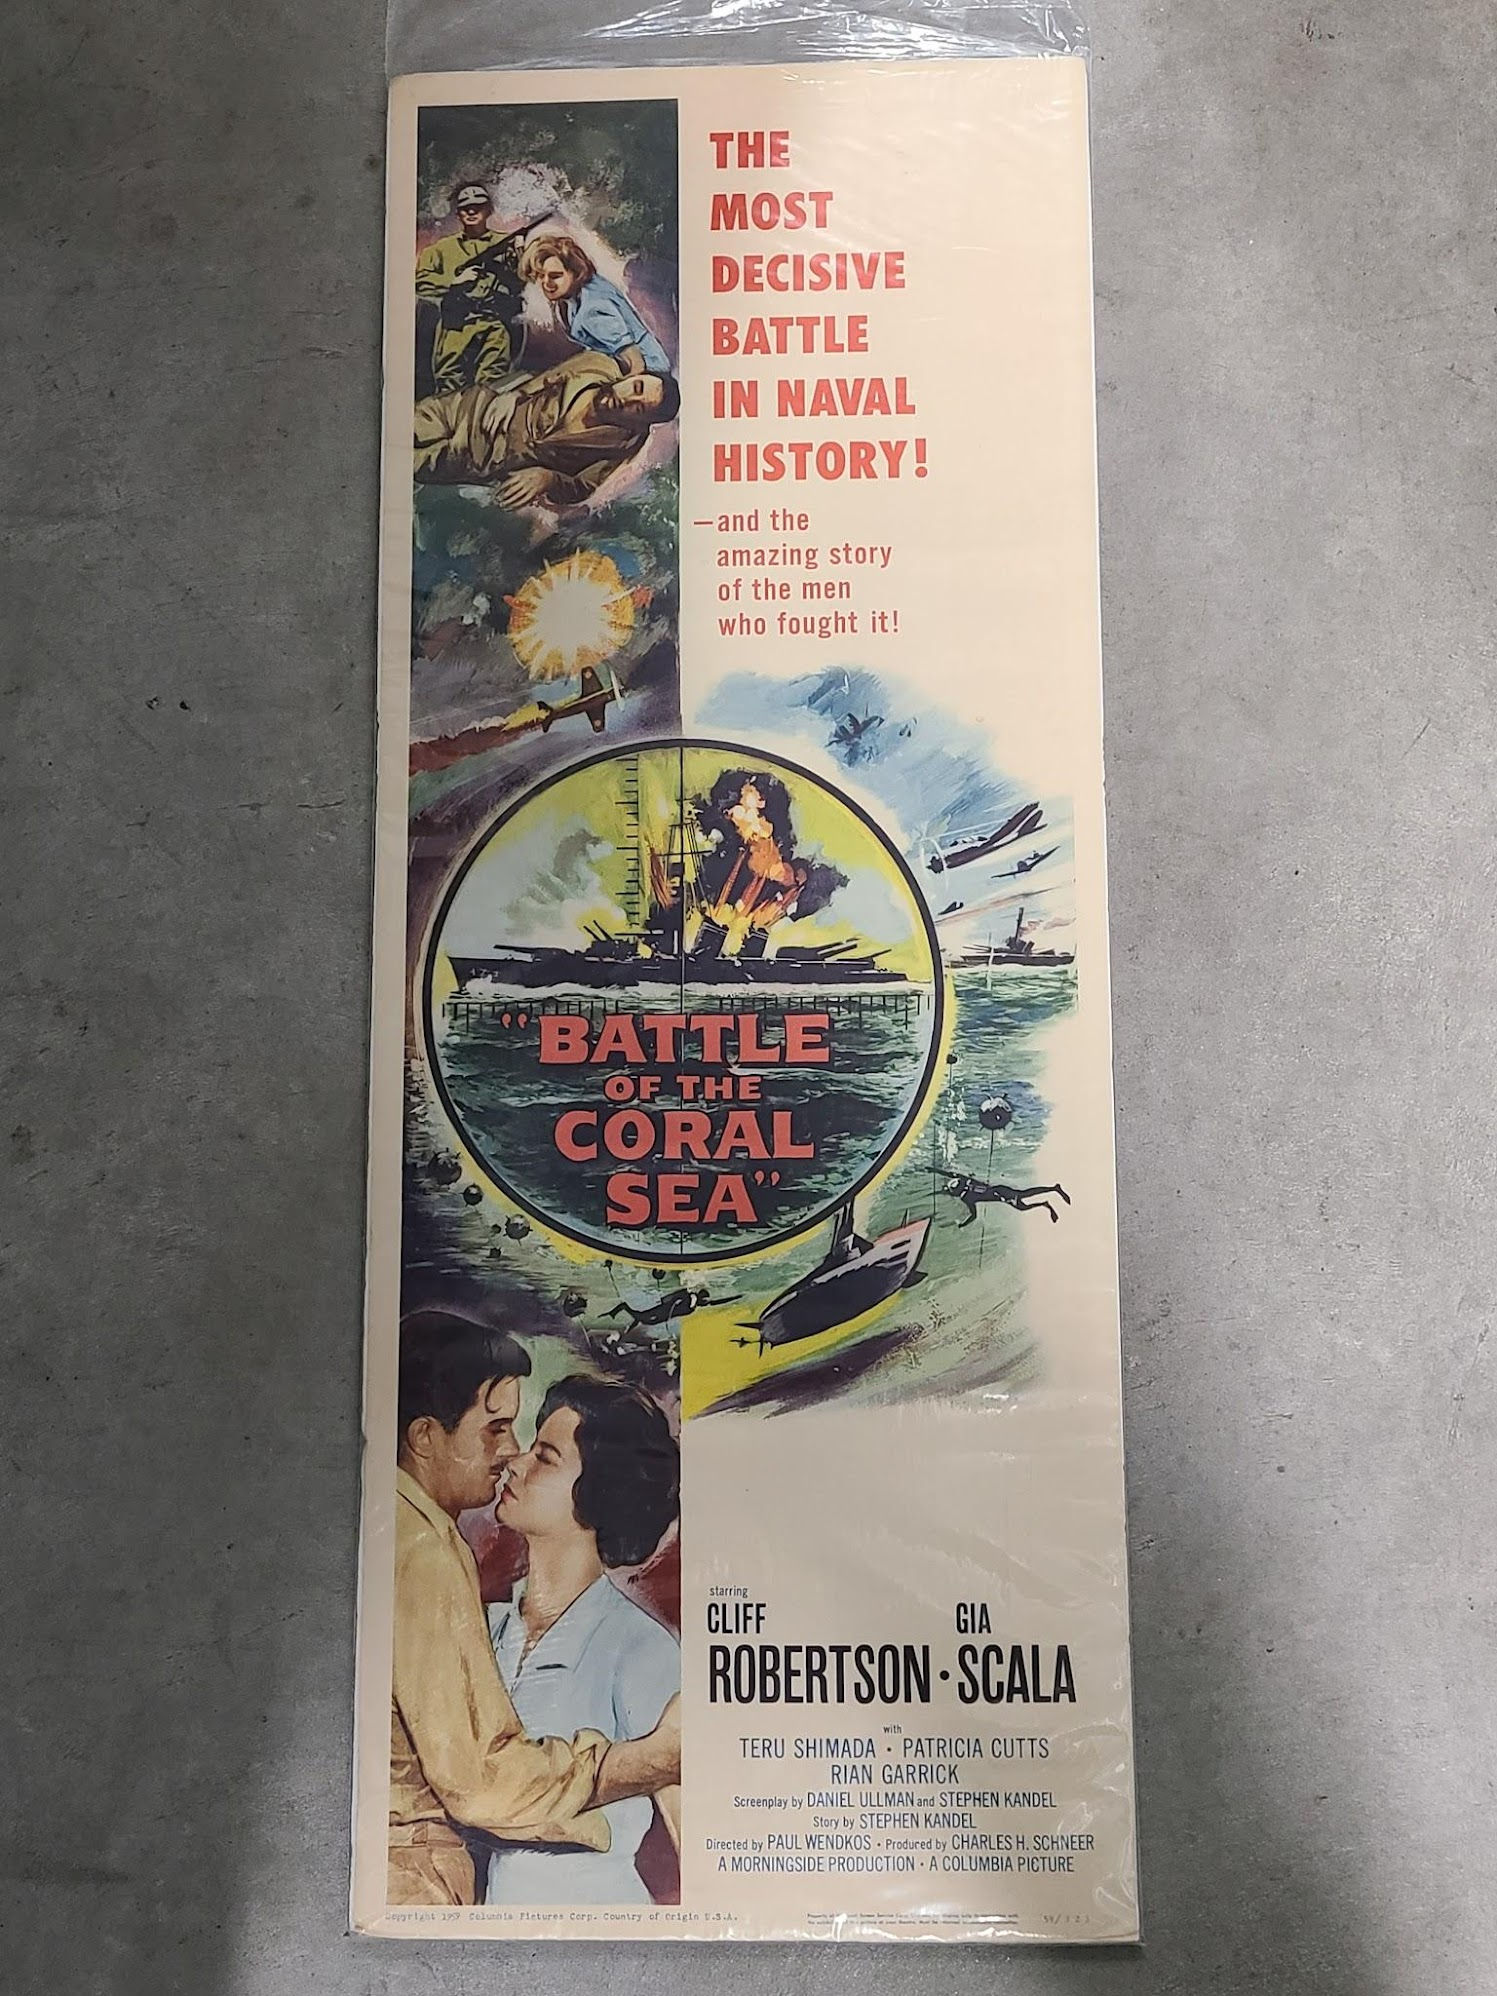 THE
MOST
DECISIVE
BATTLE
IN NAVAL
HISTORY!
—and the
amazing story
of the men
who fought it!
"BATTLE
OF THE
CORAL
SEA"
starring
CLIFF GIA
ROBERTSON • SCALA
with
TERU SHIMADA • PATRICIA CUTTS
RIAN GARRICK
Screenplay by DANIEL ULLMAN and STEPHEN KANDEL
Story by STEPHEN KANDEL
Directed by PAUL WENDKOS • Produced by CHARLES H. SCHNEER
A MORNINGSIDE PRODUCTION • A COLUMBIA PICTURE
Copyright 1959 Columbia Pictures Corp. Country of Origin U.S.A.
59/323